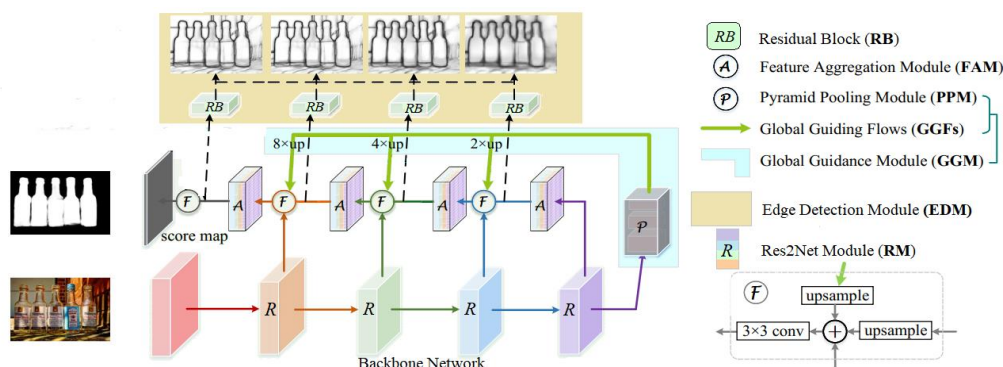 RB RB RB RB
8×up 4×up 2×up
F A F A F A F A P
score map
R R R R
Backbone Network
RB Residual Block (RB)
A Feature Aggregation Module (FAM)
P Pyramid Pooling Module (PPM)
Global Guiding Flows (GGFs)
Global Guidance Module (GGM)
Edge Detection Module (EDM)
R Res2Net Module (RM)
F
upsample
3×3 conv + upsample